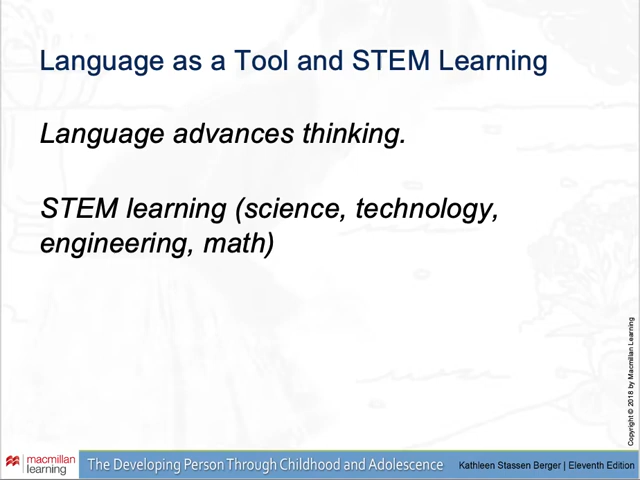 Language as a Tool and STEM Learning
Language advances thinking.
STEM learning (science, technology,
engineering, math)
Copyright © 2018 by Macmillan Learning
macmillan
learning
The Developing Person Through Childhood and Adolescence
Kathleen Stassen Berger | Eleventh Edition